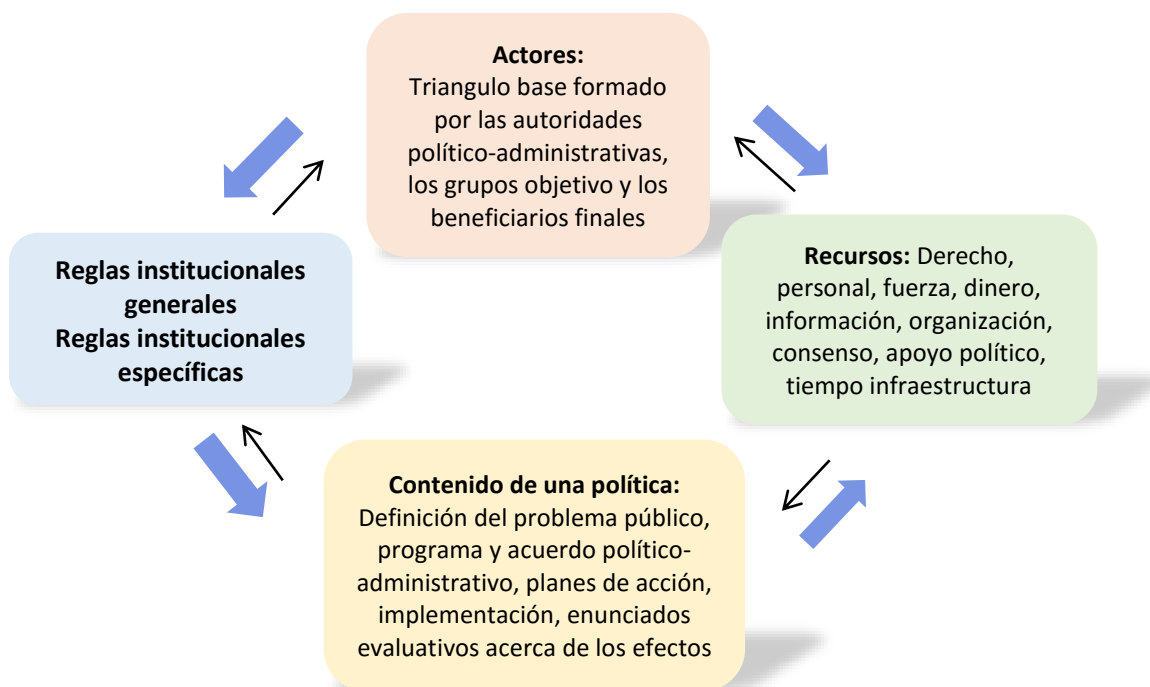 Actores:
Triangulo base formado
por las autoridades
político-administrativas,
los grupos objetivo y los
beneficiarios finales
Reglas institucionales
generales
Reglas institucionales
específicas
Recursos: Derecho,
personal, fuerza, dinero,
información, organización,
consenso, apoyo político,
tiempo infraestructura
Contenido de una política:
Definición del problema público,
programa y acuerdo político-
administrativo, planes de acción,
implementación, enunciados
evaluativos acerca de los efectos